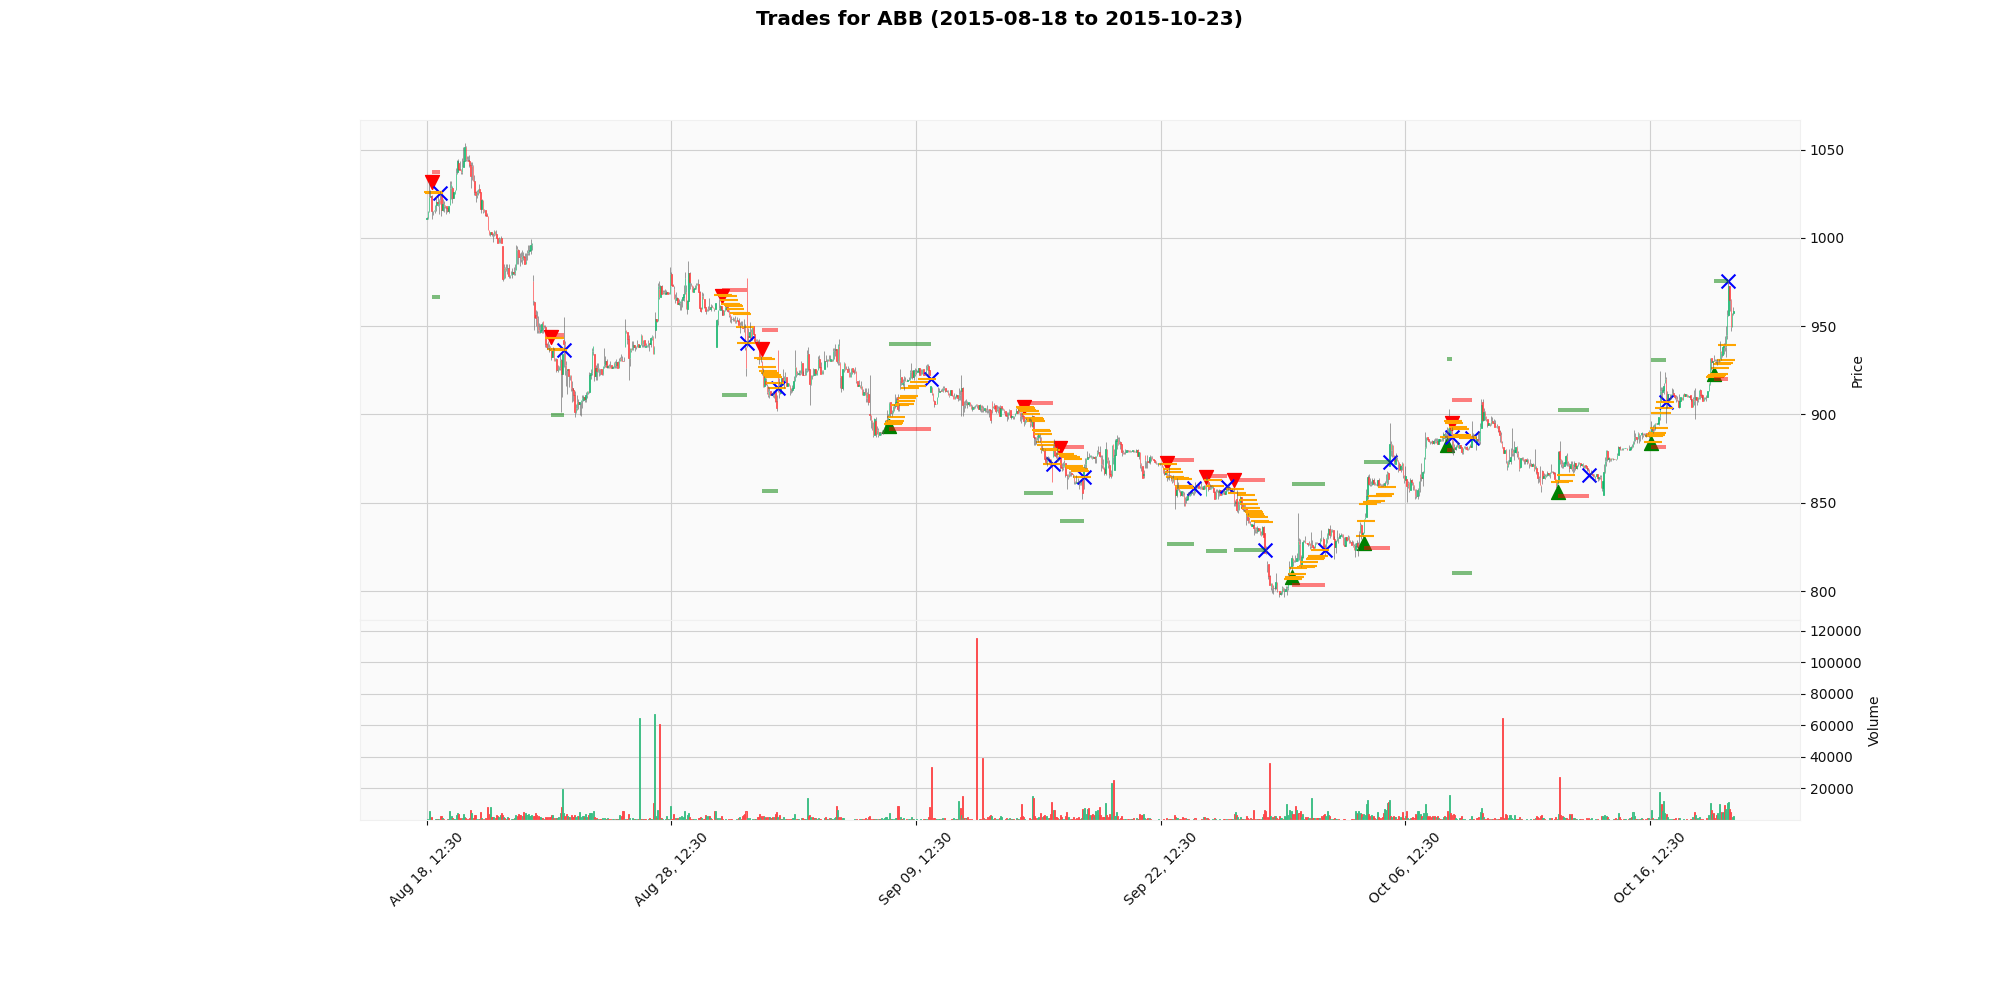 Trades for ABB (2015-08-18 to 2015-10-23)
1050
1000
950
900
850
800
Price
120000
100000
80000
60000
40000
20000
Volume
Aug 18, 12:30
Aug 28, 12:30
Sep 09, 12:30
Sep 22, 12:30
Oct 06, 12:30
Oct 16, 12:30